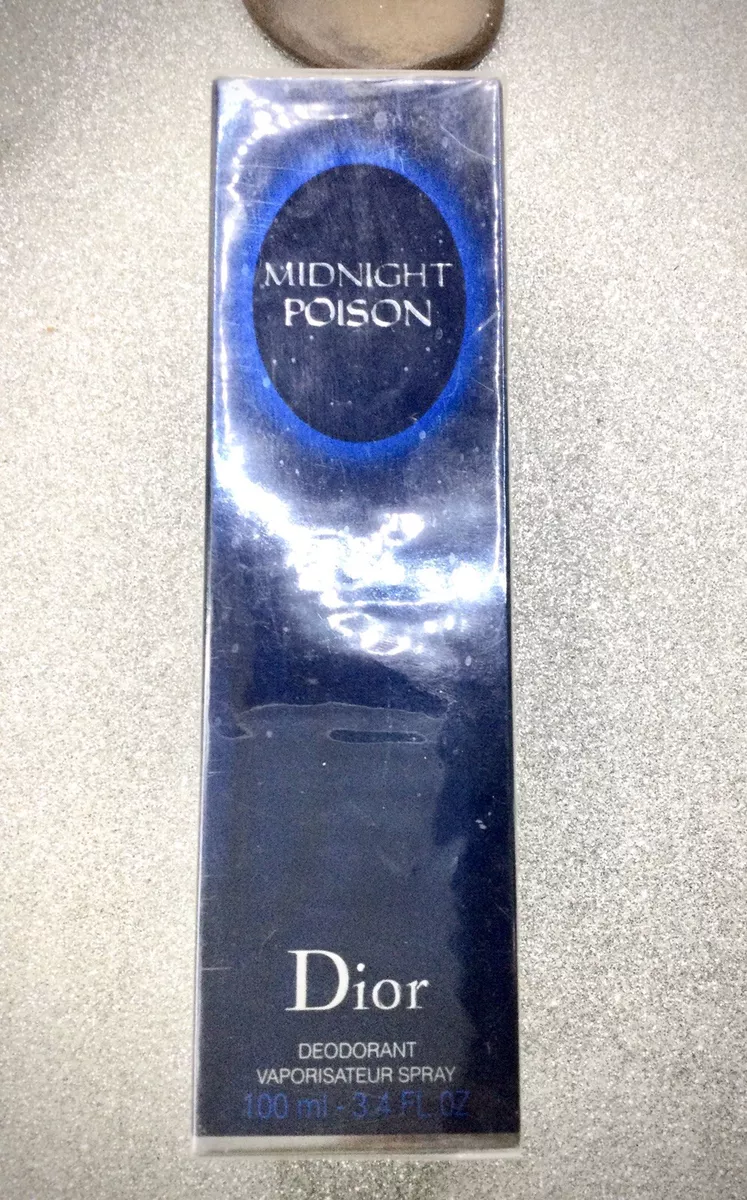 MIDNIGHT
POISON
Dior
DEODORANT
VAPORISATEUR SPRAY
100 ml - 3.4 FL. OZ